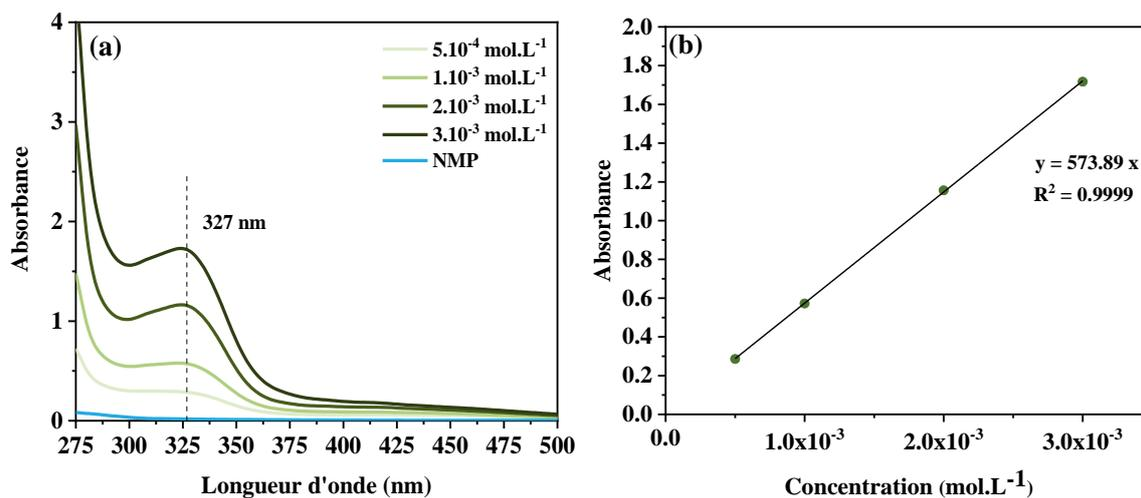 (a)
5.10⁻⁴ mol.L⁻¹
1.10⁻³ mol.L⁻¹
2.10⁻³ mol.L⁻¹
3.10⁻³ mol.L⁻¹
NMP
327 nm
4
3
2
1
0
Absorbance
275 300 325 350 375 400 425 450 475 500
Longueur d'onde (nm)
(b)
2.0
1.8
1.6
1.4
1.2
1.0
0.8
0.6
0.4
0.2
0.0
Absorbance
y = 573.89 x
R² = 0.9999
0.0 1.0x10⁻³ 2.0x10⁻³ 3.0x10⁻³
Concentration (mol.L⁻¹)